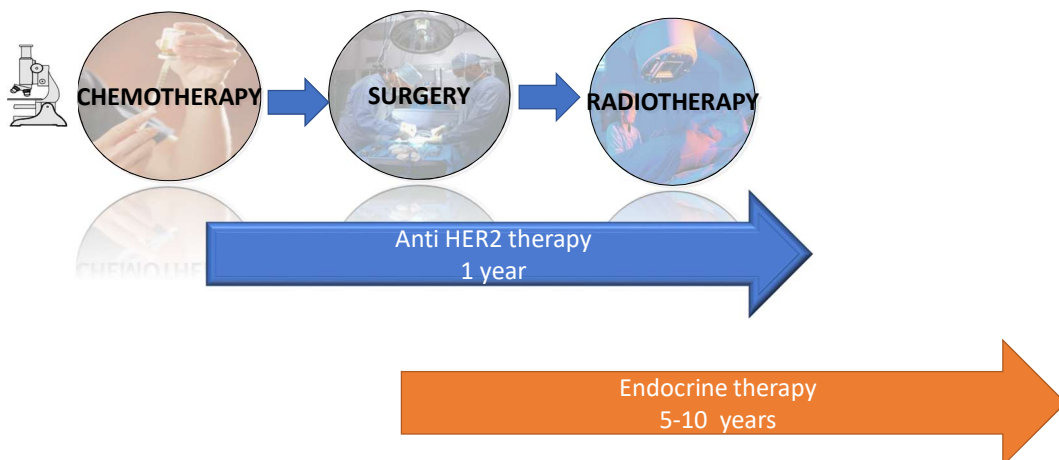 CHEMOTHERAPY
SURGERY
RADIOTHERAPY
Anti HER2 therapy
1 year
Endocrine therapy
5-10 years